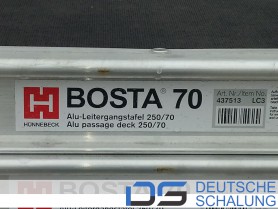 H
HÜNNEBECK
BOSTA® 70
Alu-Leitergangstafel 250/70
Alu passage deck 250/70
Art. Nr./Item No.
437513 LC3
DS DEUTSCHE
SCHALUNG